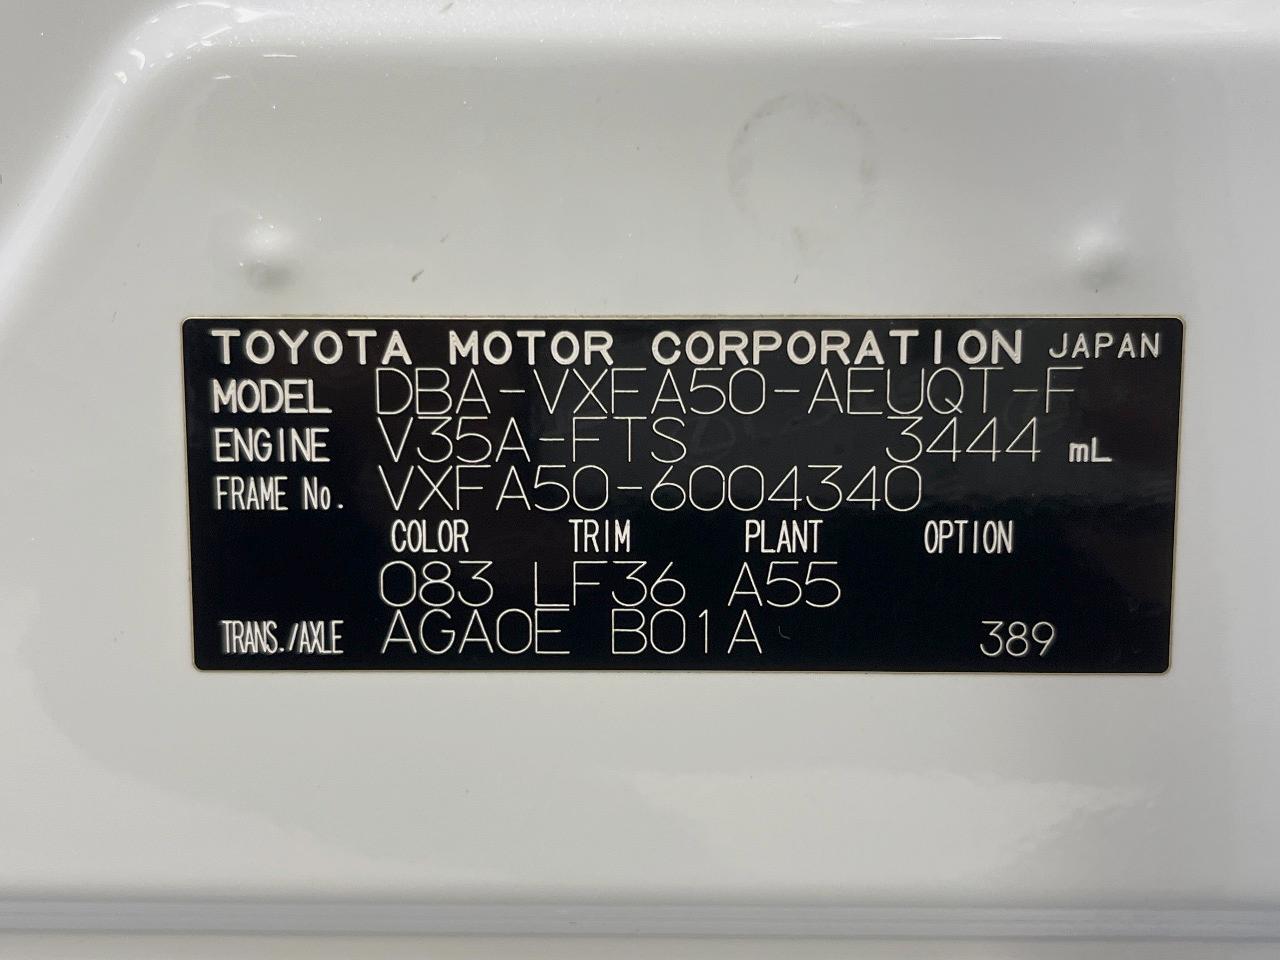 TOYOTA MOTOR CORPORATION JAPAN
MODEL DBA-VXFA50-AEUQT-F
ENGINE V35A-FTS 3444 mL
FRAME No. VXFA50-6004340
COLOR TRIM PLANT OPTION
083 LF36 A55
TRANS./AXLE AGA0E B01A 389